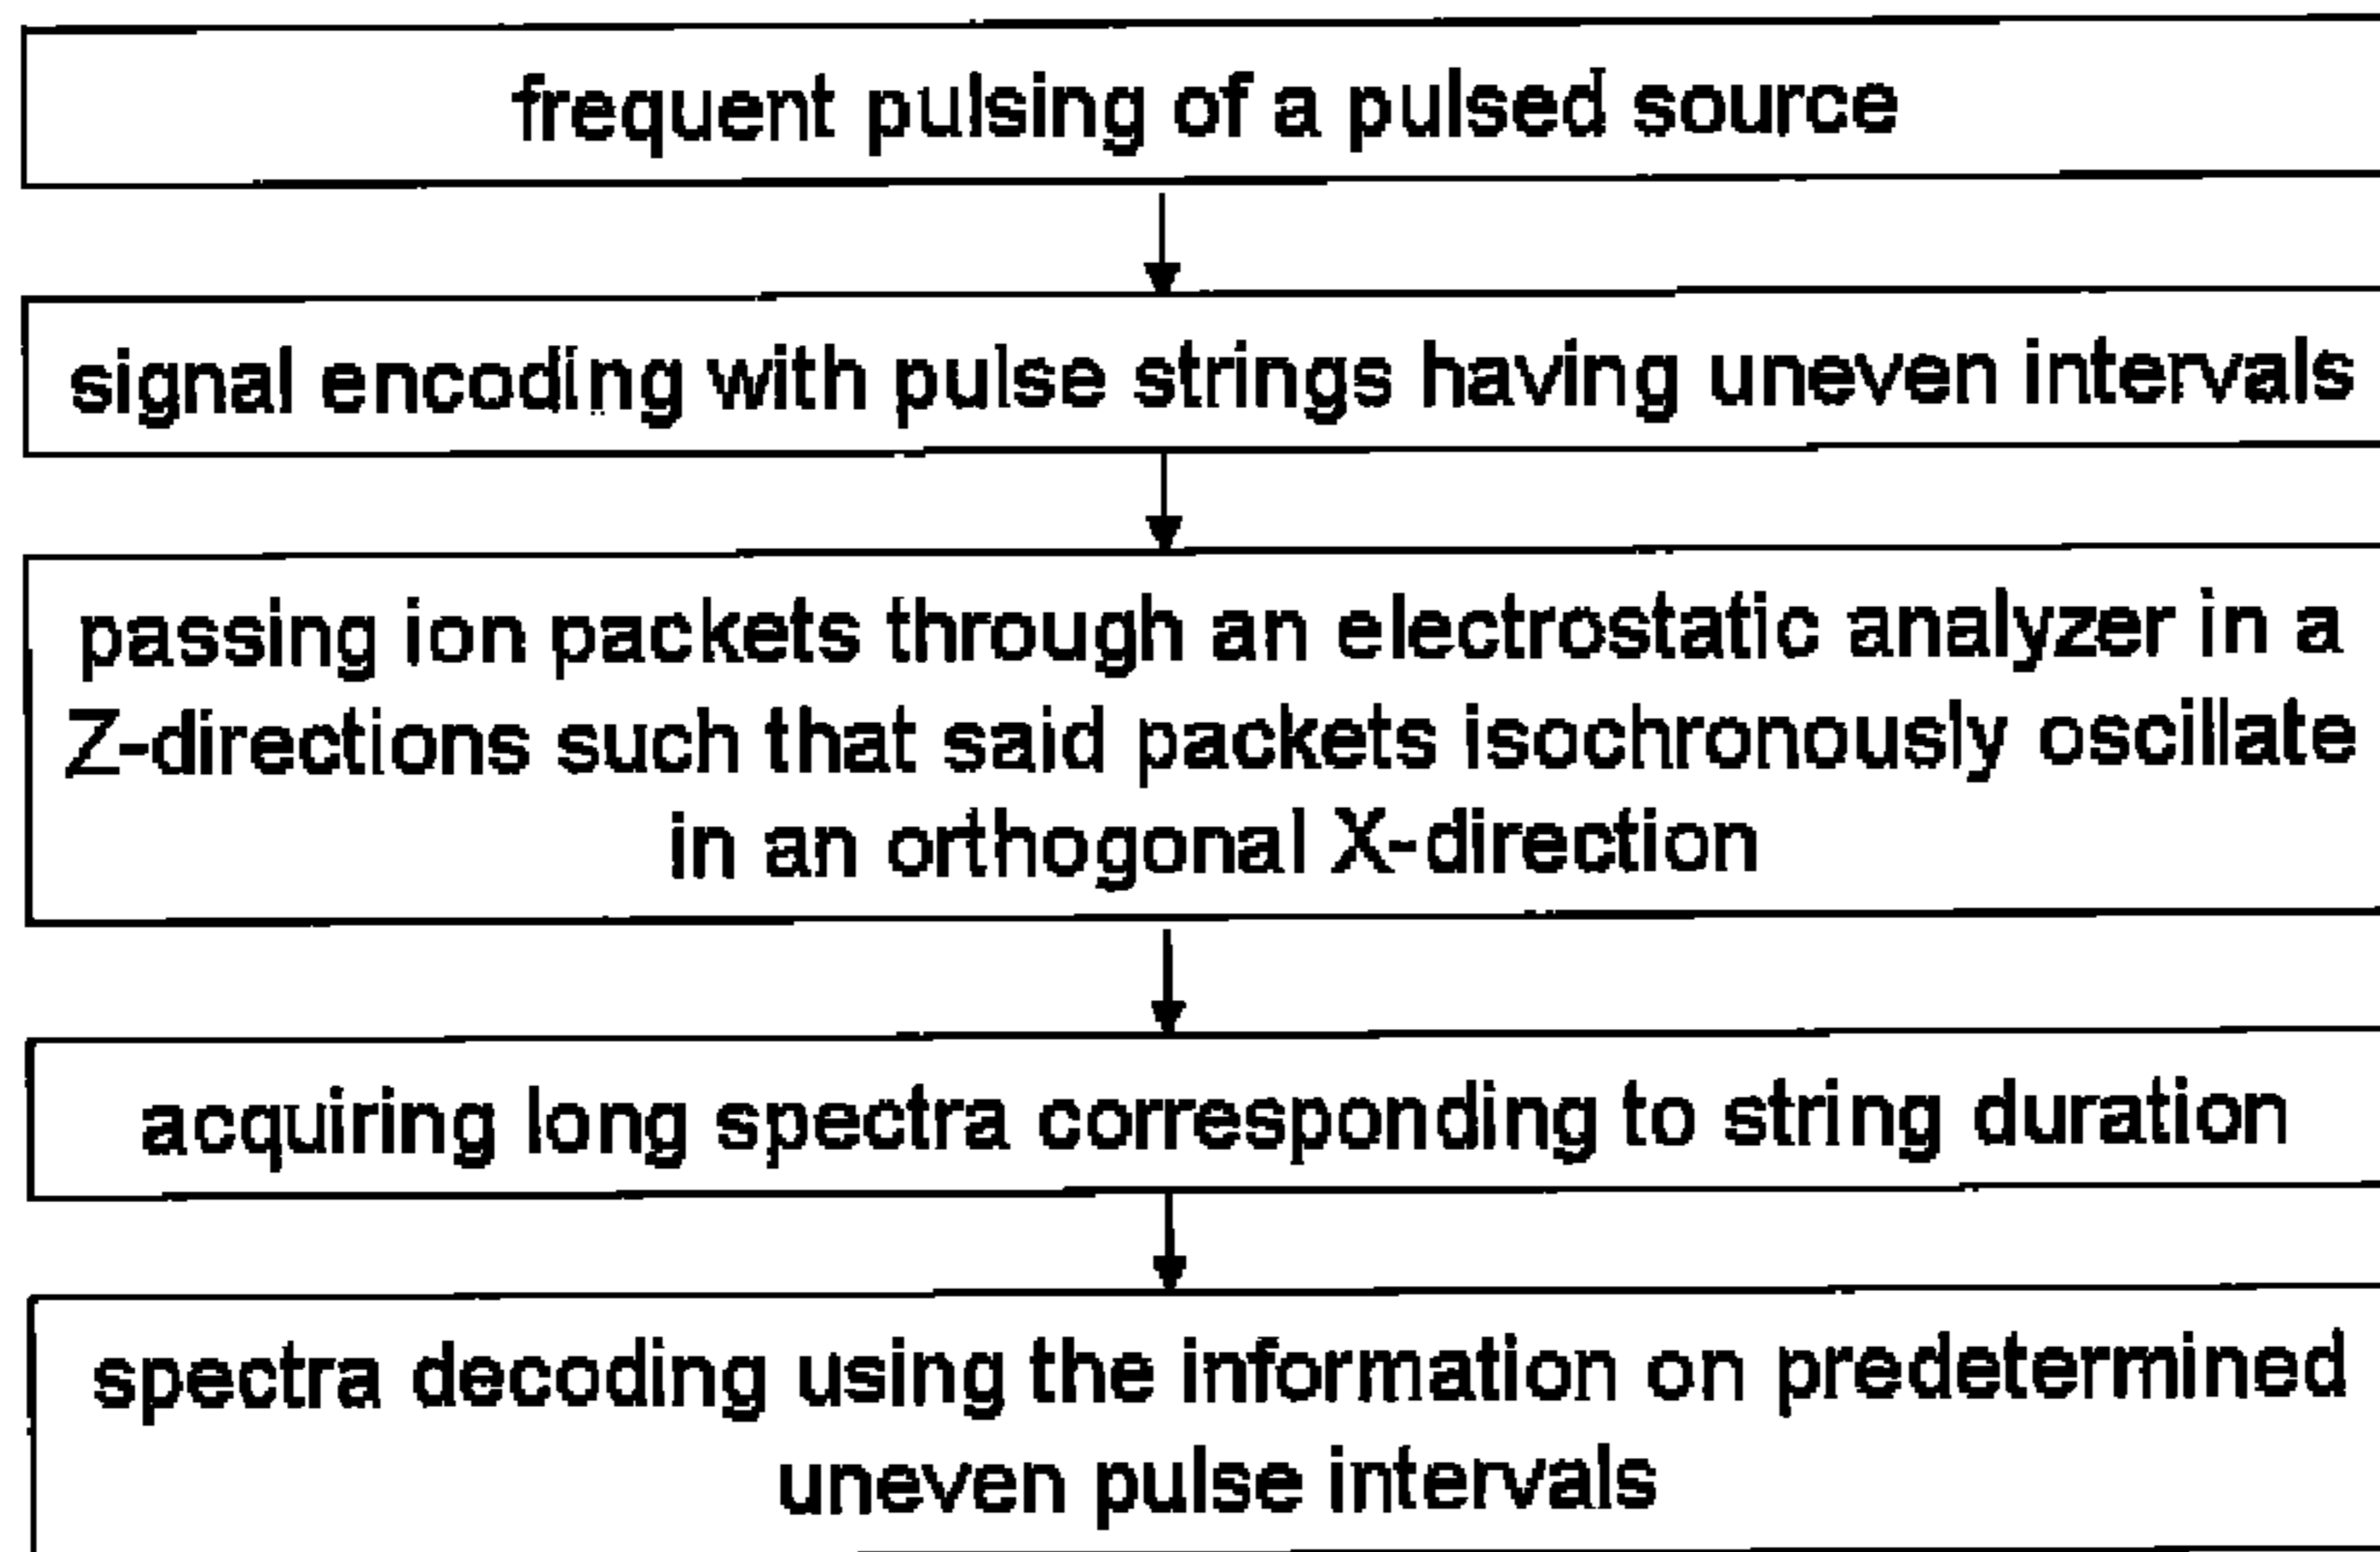 frequent pulsing of a pulsed source
signal encoding with pulse strings having uneven intervals
passing ion packets through an electrostatic analyzer in a
Z-directions such that said packets isochronously oscillate
in an orthogonal X-direction
acquiring long spectra corresponding to string duration
spectra decoding using the information on predetermined
uneven pulse intervals